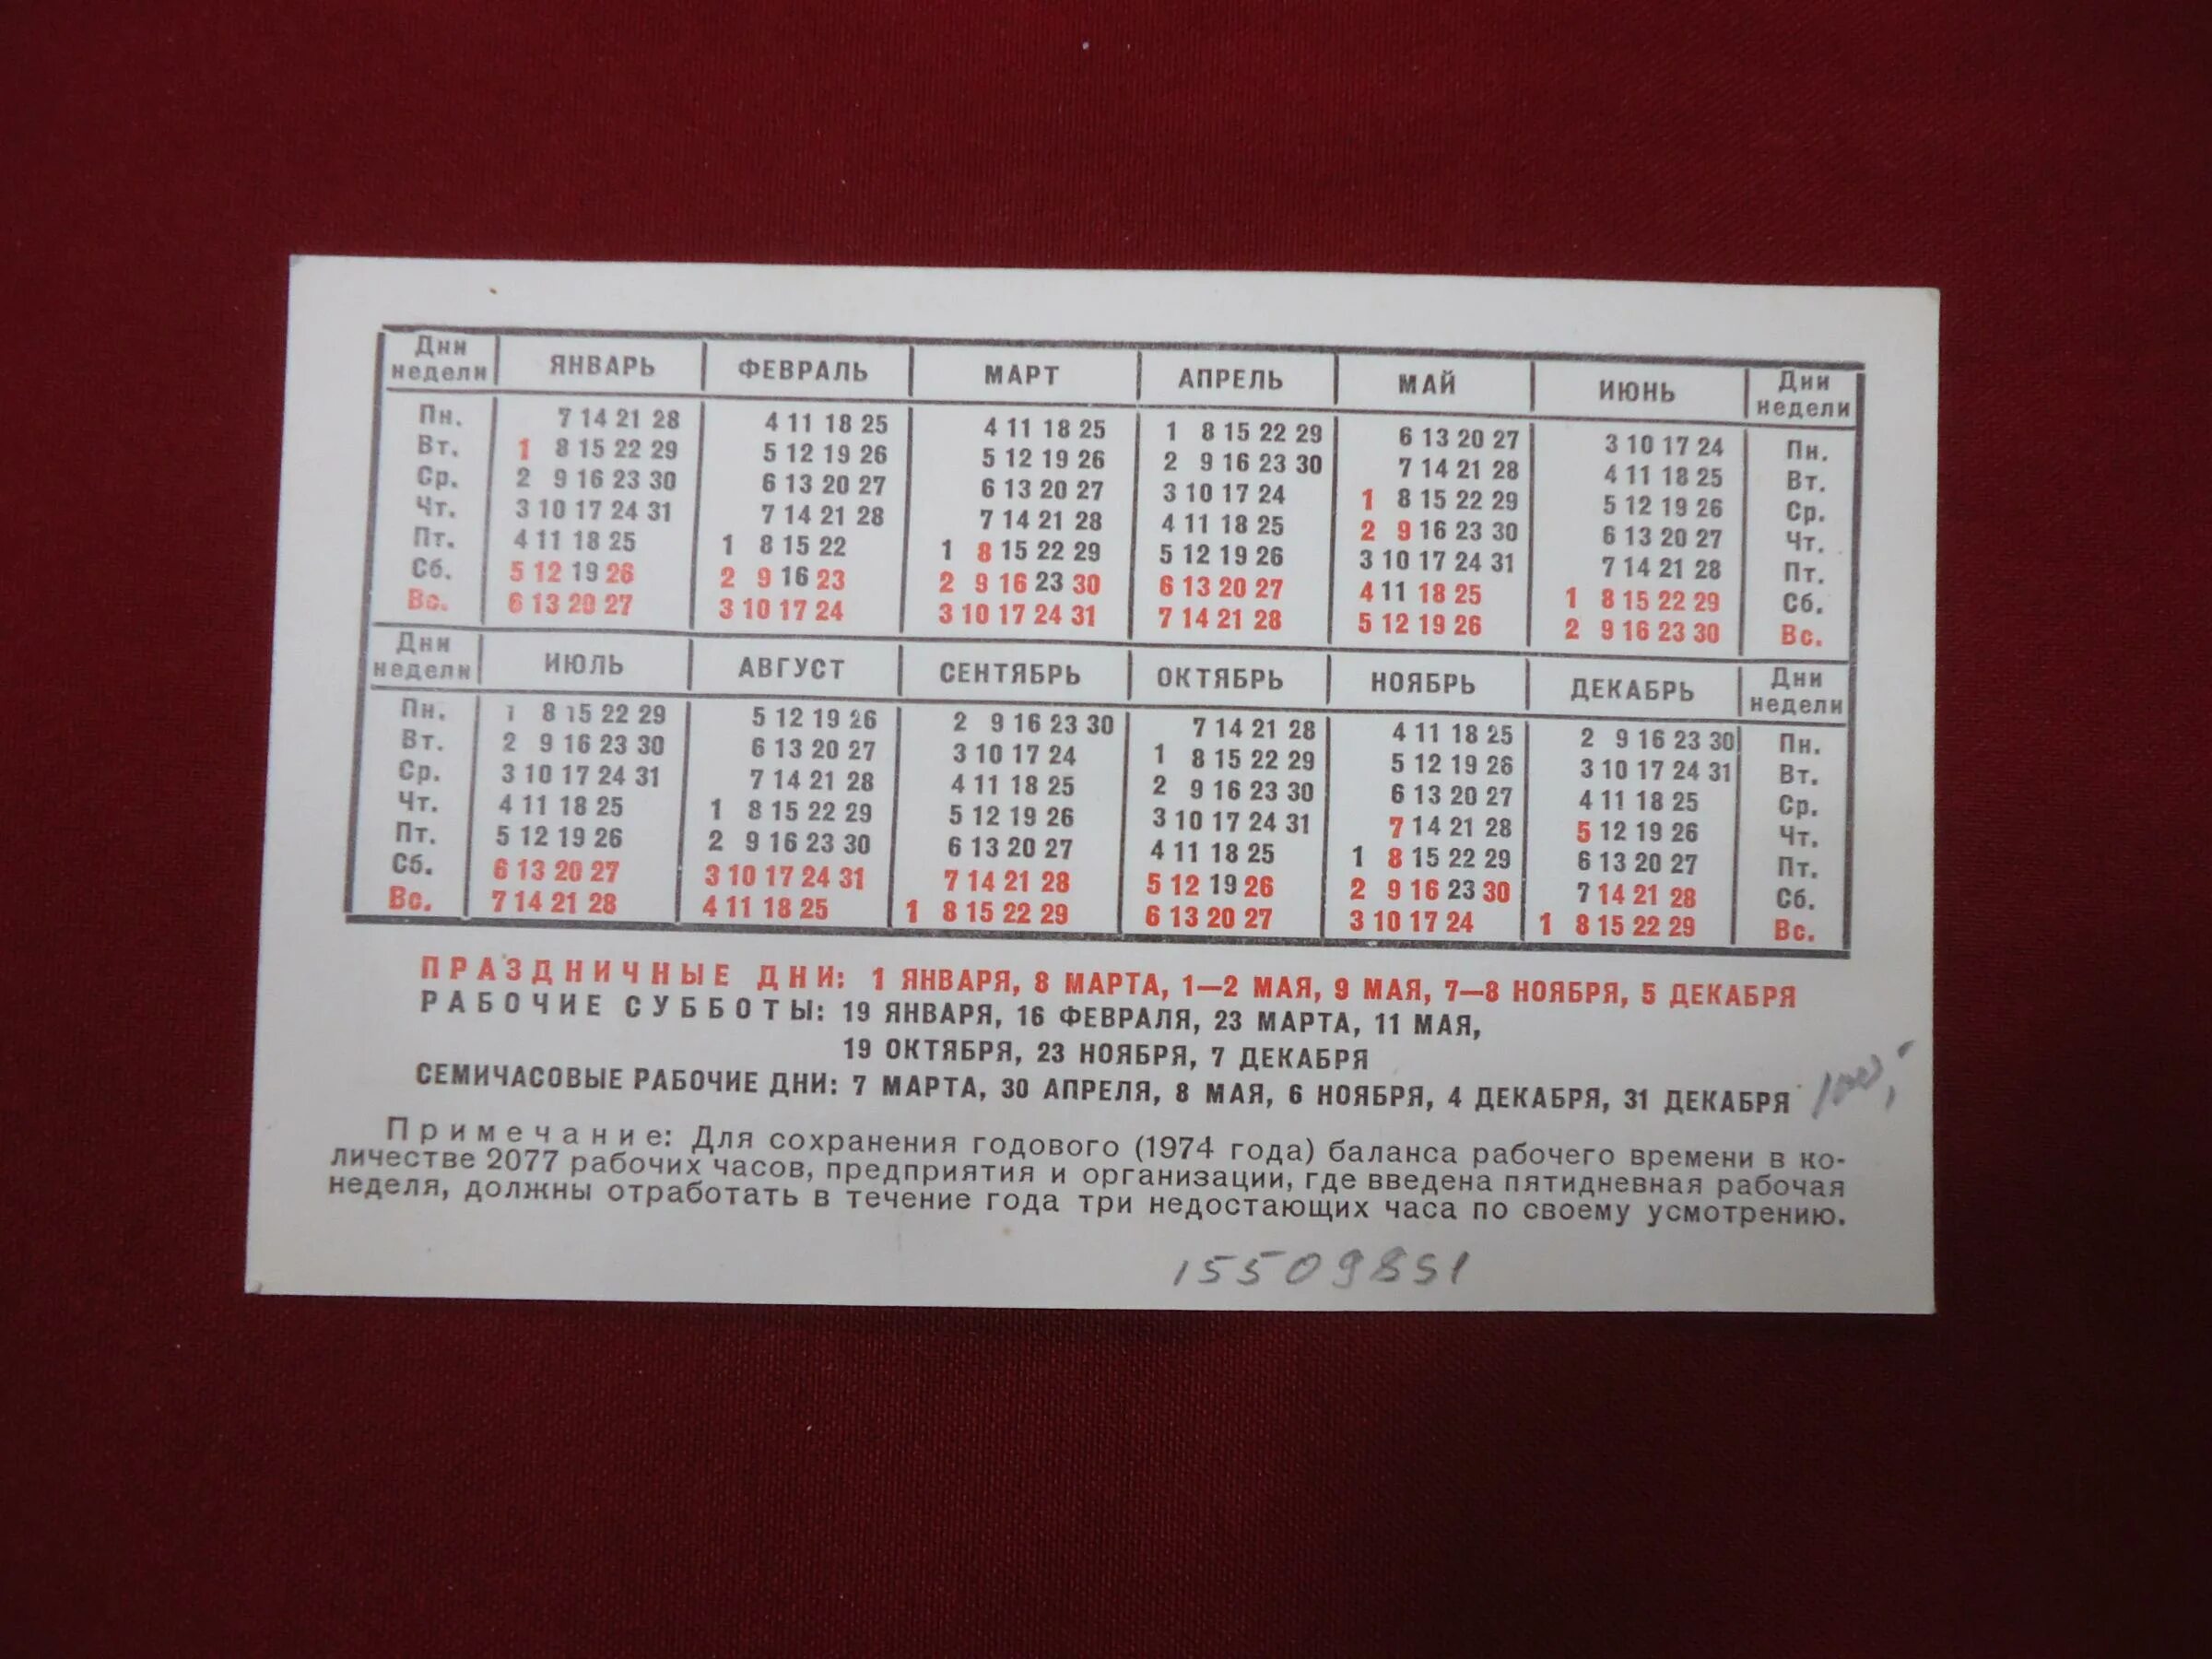 Дни недели ЯНВАРЬ ФЕВРАЛЬ МАРТ АПРЕЛЬ МАЙ ИЮНЬ Дни недели
Пн. 7 14 21 28 4 11 18 25 4 11 18 25 1 8 15 22 29 6 13 20 27 3 10 17 24 Пн.
Вт. 1 8 15 22 29 5 12 19 26 5 12 19 26 2 9 16 23 30 7 14 21 28 4 11 18 25 Вт.
Ср. 2 9 16 23 30 6 13 20 27 6 13 20 27 3 10 17 24 1 8 15 22 29 5 12 19 26 Ср.
Чт. 3 10 17 24 31 7 14 21 28 7 14 21 28 4 11 18 25 2 9 16 23 30 6 13 20 27 Чт.
Пт. 4 11 18 25 1 8 15 22 1 8 15 22 29 5 12 19 26 3 10 17 24 31 7 14 21 28 Пт.
Сб. 5 12 19 26 2 9 16 23 2 9 16 23 30 6 13 20 27 4 11 18 25 1 8 15 22 29 Сб.
Вс. 6 13 20 27 3 10 17 24 3 10 17 24 31 7 14 21 28 5 12 19 26 2 9 16 23 30 Вс.
Дни недели ИЮЛЬ АВГУСТ СЕНТЯБРЬ ОКТЯБРЬ НОЯБРЬ ДЕКАБРЬ Дни недели
Пн. 1 8 15 22 29 5 12 19 26 2 9 16 23 30 7 14 21 28 4 11 18 25 2 9 16 23 30 Пн.
Вт. 2 9 16 23 30 6 13 20 27 3 10 17 24 1 8 15 22 29 5 12 19 26 3 10 17 24 31 Вт.
Ср. 3 10 17 24 31 7 14 21 28 4 11 18 25 2 9 16 23 30 6 13 20 27 4 11 18 25 Ср.
Чт. 4 11 18 25 1 8 15 22 29 5 12 19 26 3 10 17 24 31 7 14 21 28 5 12 19 26 Чт.
Пт. 5 12 19 26 2 9 16 23 30 6 13 20 27 4 11 18 25 1 8 15 22 29 6 13 20 27 Пт.
Сб. 6 13 20 27 3 10 17 24 31 7 14 21 28 5 12 19 26 2 9 16 23 30 7 14 21 28 Сб.
Вс. 7 14 21 28 4 11 18 25 1 8 15 22 29 6 13 20 27 3 10 17 24 1 8 15 22 29 Вс.
ПРАЗДНИЧНЫЕ ДНИ: 1 ЯНВАРЯ, 8 МАРТА, 1—2 МАЯ, 9 МАЯ, 7—8 НОЯБРЯ, 5 ДЕКАБРЯ
РАБОЧИЕ СУББОТЫ: 19 ЯНВАРЯ, 16 ФЕВРАЛЯ, 23 МАРТА, 11 МАЯ,
19 ОКТЯБРЯ, 23 НОЯБРЯ, 7 ДЕКАБРЯ
СЕМИЧАСОВЫЕ РАБОЧИЕ ДНИ: 7 МАРТА, 30 АПРЕЛЯ, 8 МАЯ, 6 НОЯБРЯ, 4 ДЕКАБРЯ, 31 ДЕКАБРЯ
Примечание: Для сохранения годового (1974 года) баланса рабочего времени в ко-
личестве 2077 рабочих часов, предприятия и организации, где введена пятидневная рабочая
неделя, должны отработать в течение года три недостающих часа по своему усмотрению.
15509851